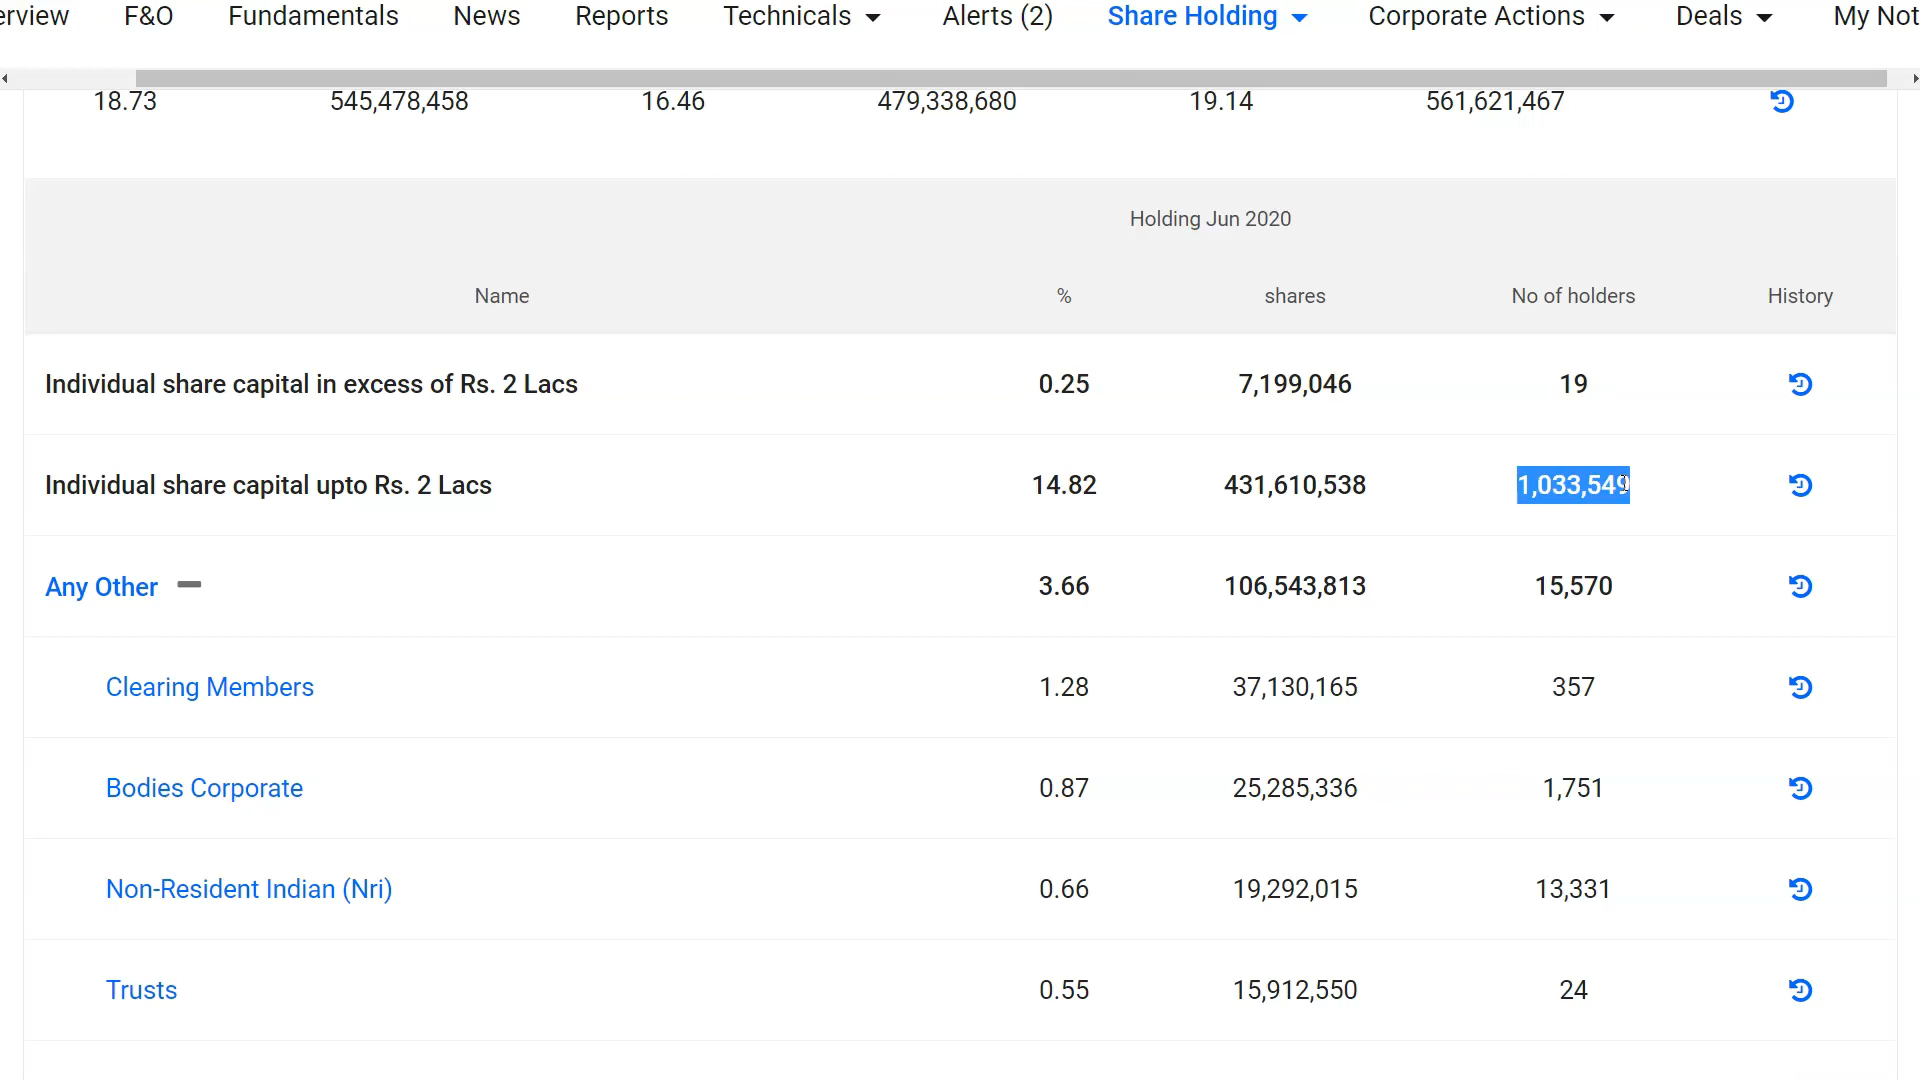 erview F&O Fundamentals News Reports Technicals Alerts (2) Share Holding Corporate Actions Deals My Not
18.73 545,478,458 16.46 479,338,680 19.14 561,621,467
Holding Jun 2020
Name % shares No of holders History
Individual share capital in excess of Rs. 2 Lacs 0.25 7,199,046 19
Individual share capital upto Rs. 2 Lacs 14.82 431,610,538 1,033,549
Any Other 3.66 106,543,813 15,570
Clearing Members 1.28 37,130,165 357
Bodies Corporate 0.87 25,285,336 1,751
Non-Resident Indian (Nri) 0.66 19,292,015 13,331
Trusts 0.55 15,912,550 24